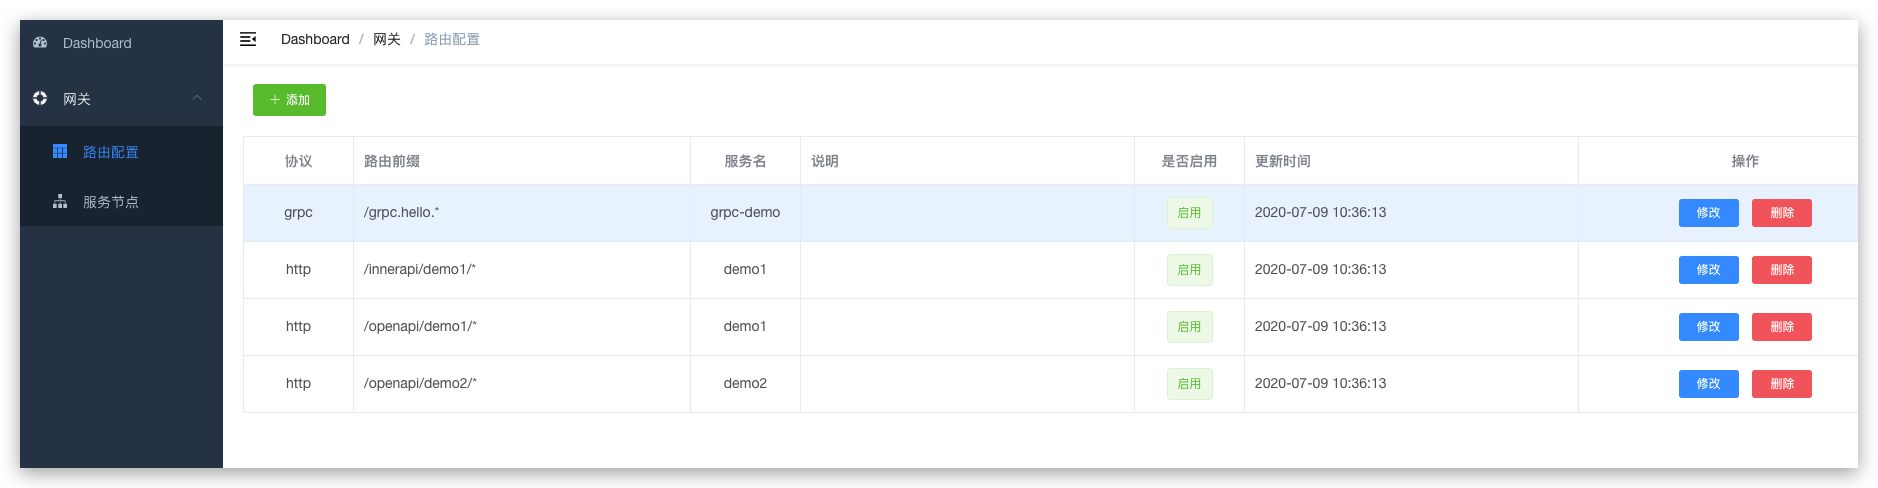 Dashboard
网关
路由配置
服务节点
Dashboard / 网关 / 路由配置
+ 添加
协议 路由前缀 服务名 说明 是否启用 更新时间 操作
grpc /grpc.hello.* grpc-demo 启用 2020-07-09 10:36:13 修改 删除
http /innerapi/demo1/* demo1 启用 2020-07-09 10:36:13 修改 删除
http /openapi/demo1/* demo1 启用 2020-07-09 10:36:13 修改 删除
http /openapi/demo2/* demo2 启用 2020-07-09 10:36:13 修改 删除